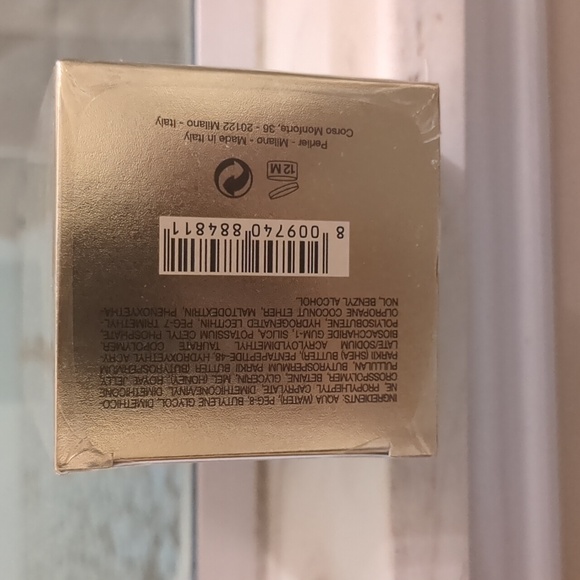 INGREDIENTS: AQUA (WATER), PEG-8, BUTYLENE GLYCOL, DIMETHICO-
NE, PROPYLHEPTYL CAPRYLATE, DIMETHICONE/VINYL DIMETHICONE
CROSSPOLYMER, BETAINE, GLYCERIN, MEL (HONEY), ROYAL JELLY,
PULLULAN, BUTYROSPERMUM PARKII BUTTER (BUTYROSPERMUM
PARKII (SHEA) BUTTER), PENTAPEPTIDE-48, HYDROXYETHYL ACRY-
LATE/SODIUM ACRYLOYLDIMETHYL TAURATE COPOLYMER,
BIOSACCHARIDE GUM-1, SILICA, POTASSIUM CETYL PHOSPHATE,
POLYISOBUTENE, HYDROGENATED LECITHIN, PEG-7 TRIMETHYL
OLPROPANE COCONUT ETHER, MALTODEXTRIN, PHENOXYETHA-
NOL, BENZYL ALCOHOL.
8 009740 884811
12 M
Perlier - Milano - Made in Italy
Corso Monforte, 36 - 20122 Milano - Italy